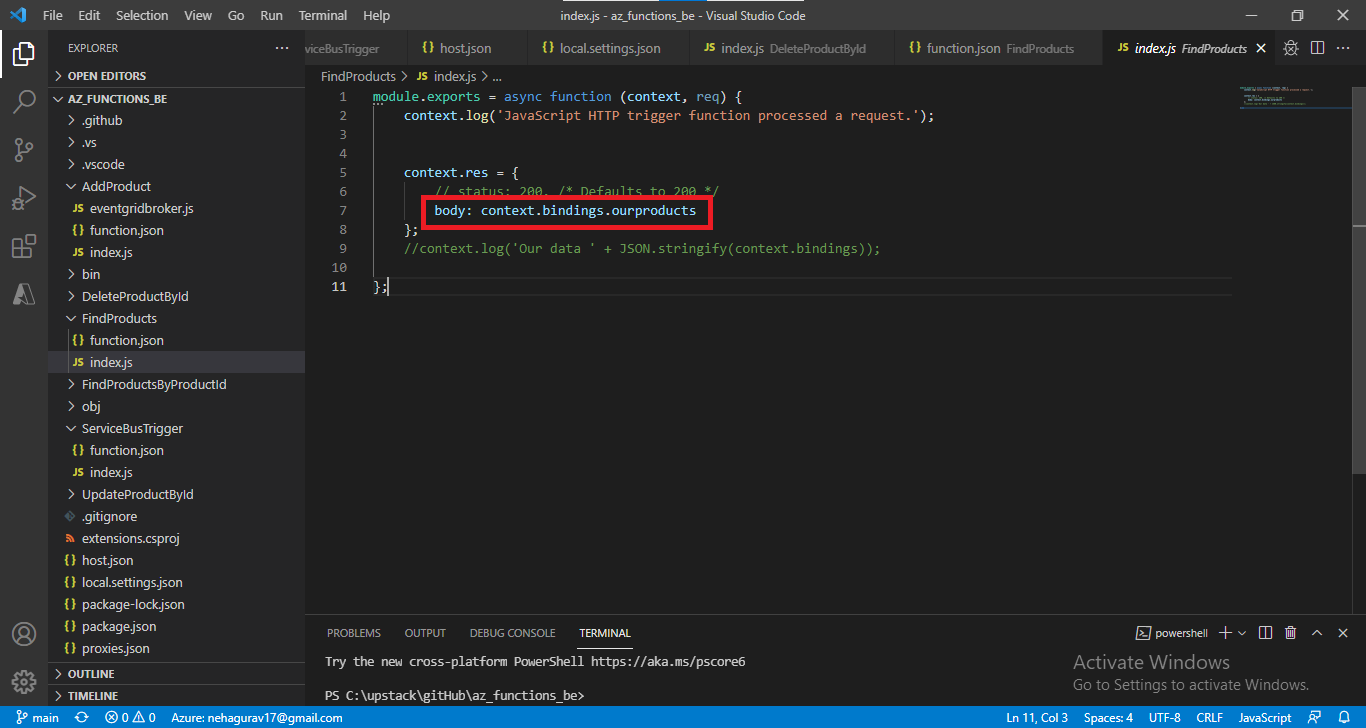 File Edit Selection View Go Run Terminal Help index.js - az_functions_be - Visual Studio Code
EXPLORER
OPEN EDITORS
AZ_FUNCTIONS_BE
.github
.vs
.vscode
AddProduct
JS eventgridbroker.js
{} function.json
JS index.js
bin
DeleteProductById
FindProducts
{} function.json
JS index.js
FindProductsByProductId
obj
ServiceBusTrigger
{} function.json
JS index.js
UpdateProductById
.gitignore
extensions.csproj
{} host.json
{} local.settings.json
{} package-lock.json
{} package.json
{} proxies.json
OUTLINE
TIMELINE
viceBusTrigger {} host.json {} local.settings.json JS index.js DeleteProductById {} function.json FindProducts JS index.js FindProducts
FindProducts > JS index.js > ...
1 module.exports = async function (context, req) {
2 context.log('JavaScript HTTP trigger function processed a request.');
3
4
5 context.res = {
6 // status: 200, /* Defaults to 200 */
7 body: context.bindings.ourproducts
8 };
9 //context.log('Our data ' + JSON.stringify(context.bindings));
10
11 };
PROBLEMS OUTPUT DEBUG CONSOLE TERMINAL powershell
Try the new cross-platform PowerShell https://aka.ms/pscore6
PS C:\upstack\gitHub\az_functions_be>
Activate Windows
Go to Settings to activate Windows.
main 0 0 Azure: nehagurav17@gmail.com Ln 11, Col 3 Spaces: 4 UTF-8 CRLF JavaScript